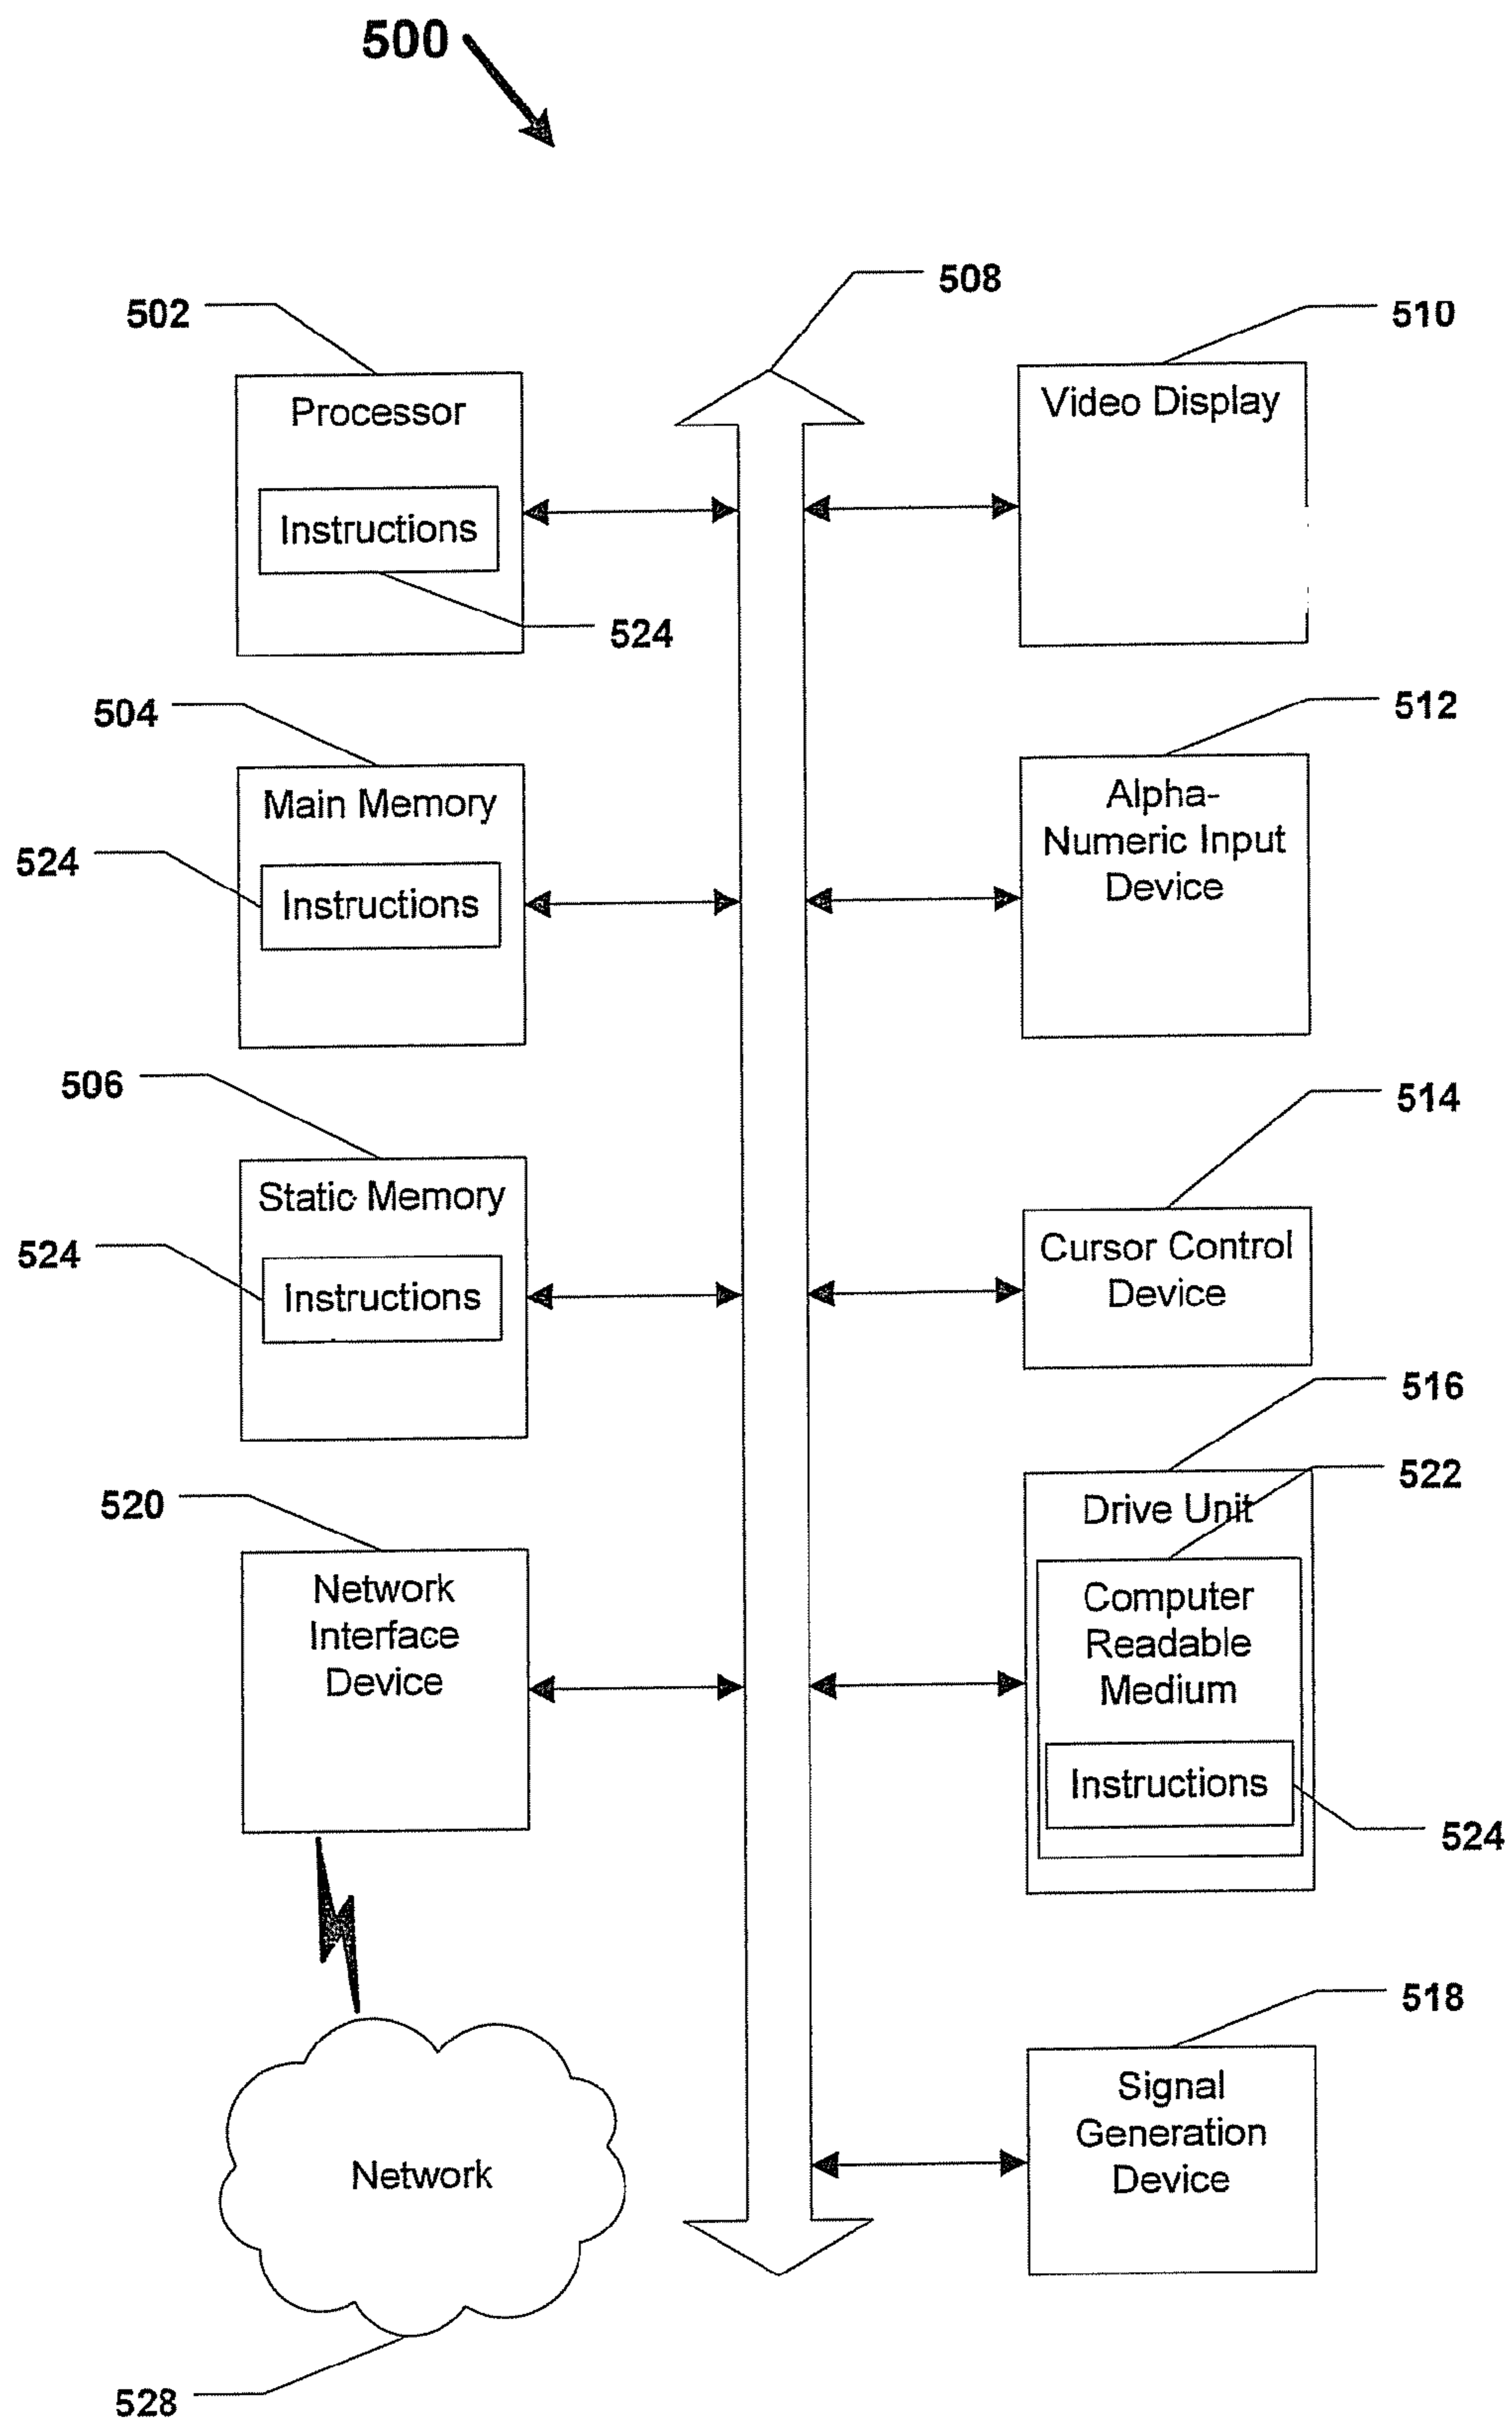 500
508
502
510
Processor
Video Display
Instructions
524
504
512
Main Memory
Alpha-
Numeric Input
Device
524
Instructions
506
514
Static Memory
Cursor Control
Device
524
Instructions
516
522
520
Drive Unit
Network
Interface
Device
Computer
Readable
Medium
Instructions
524
518
Signal
Generation
Device
Network
528